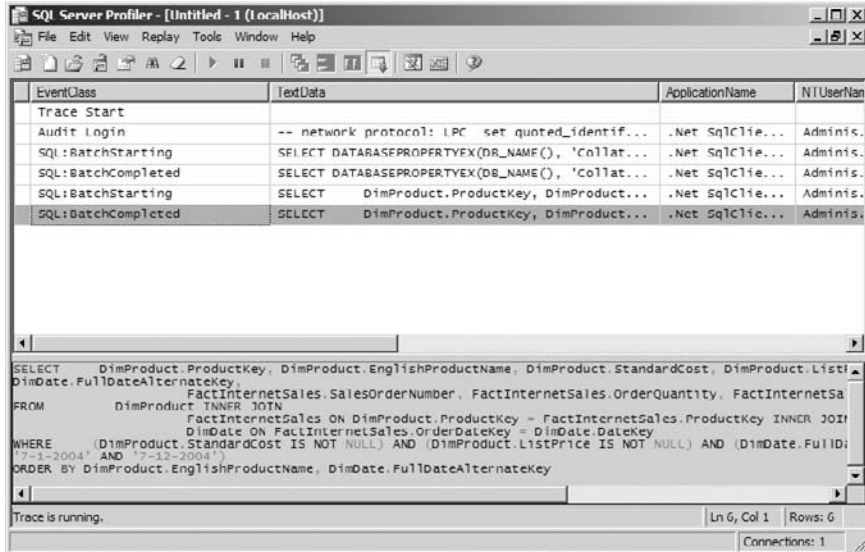 SQL Server Profiler - [Untitled - 1 (LocalHost)]
File Edit View Replay Tools Window Help
EventClass TextData ApplicationName NTUserNam
Trace Start
Audit Login -- network protocol: LPC set quoted_identif... .Net SqlClie... Adminis.
SQL:BatchStarting SELECT DATABASEPROPERTYEX(DB_NAME(), 'Collat... .Net SqlClie... Adminis.
SQL:BatchCompleted SELECT DATABASEPROPERTYEX(DB_NAME(), 'Collat... .Net SqlClie... Adminis.
SQL:BatchStarting SELECT DimProduct.ProductKey, DimProduct... .Net SqlClie... Adminis.
SQL:BatchCompleted SELECT DimProduct.ProductKey, DimProduct... .Net SqlClie... Adminis.
SELECT DimProduct.ProductKey, DimProduct.EnglishProductName, DimProduct.StandardCost, DimProduct.ListP
DimDate.FullDateAlternateKey,
FactInternetSales.SalesOrderNumber, FactInternetSales.OrderQuantity, FactInternetSa
FROM DimProduct INNER JOIN
FactInternetSales ON DimProduct.ProductKey = FactInternetSales.ProductKey INNER JOIN
DimDate ON FactInternetSales.OrderDateKey = DimDate.DateKey
WHERE (DimProduct.StandardCost IS NOT NULL) AND (DimProduct.ListPrice IS NOT NULL) AND (DimDate.FullDa
'7-1-2004' AND '7-12-2004')
ORDER BY DimProduct.EnglishProductName, DimDate.FullDateAlternateKey
Trace is running. Ln 6, Col 1 Rows: 6
Connections: 1